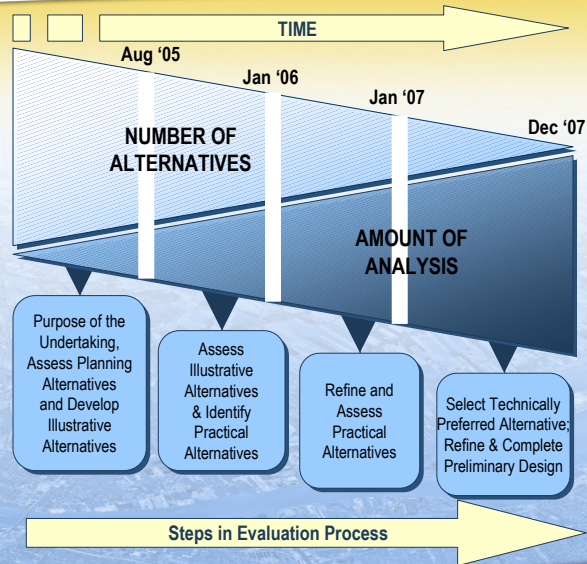 TIME
Aug ‘05
Jan ‘06
Jan ‘07
Dec ‘07
NUMBER OF
ALTERNATIVES
AMOUNT OF
ANALYSIS
Purpose of the
Undertaking,
Assess Planning
Alternatives
and Develop
Illustrative
Alternatives
Assess
Illustrative
Alternatives
& Identify
Practical
Alternatives
Refine and
Assess
Practical
Alternatives
Select Technically
Preferred Alternative;
Refine & Complete
Preliminary Design
Steps in Evaluation Process